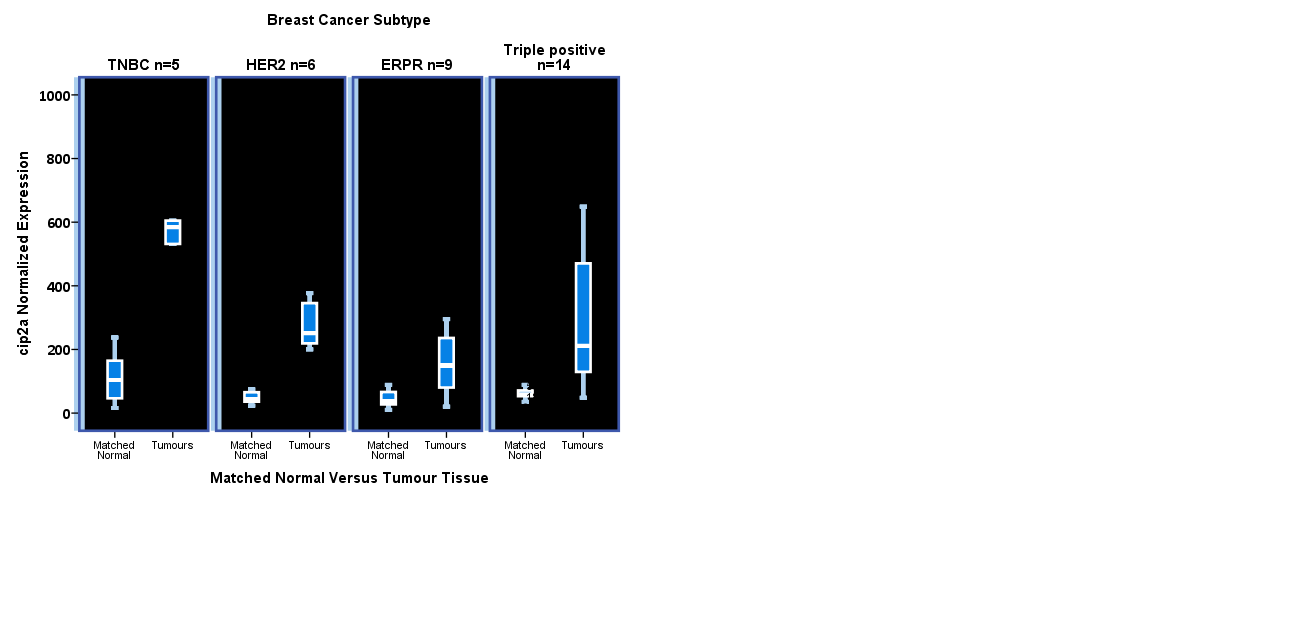 Breast Cancer Subtype
TNBC n=5
HER2 n=6
ERPR n=9
Triple positive
n=14
cip2a Normalized Expression
1000
800
600
400
200
0
Matched
Normal
Tumours
Matched
Normal
Tumours
Matched
Normal
Tumours
Matched
Normal
Tumours
Matched Normal Versus Tumour Tissue